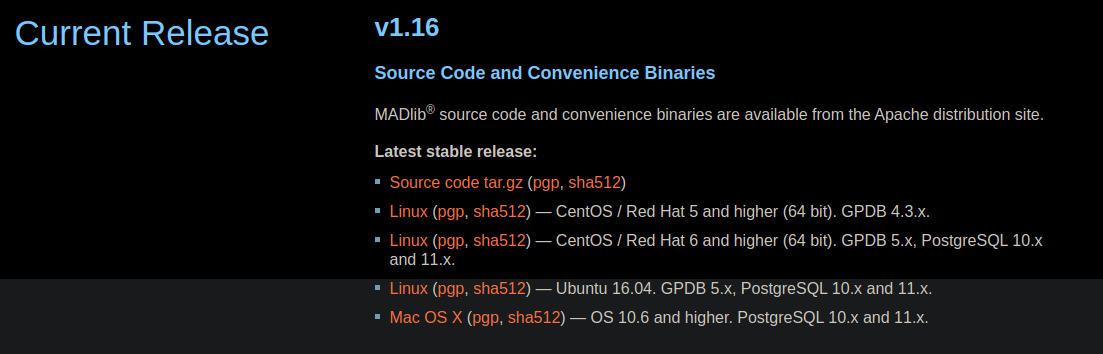 Current Release
v1.16
Source Code and Convenience Binaries
MADlib® source code and convenience binaries are available from the Apache distribution site.
Latest stable release:
Source code tar.gz (pgp, sha512)
Linux (pgp, sha512) — CentOS / Red Hat 5 and higher (64 bit). GPDB 4.3.x.
Linux (pgp, sha512) — CentOS / Red Hat 6 and higher (64 bit). GPDB 5.x, PostgreSQL 10.x
and 11.x.
Linux (pgp, sha512) — Ubuntu 16.04. GPDB 5.x, PostgreSQL 10.x and 11.x.
Mac OS X (pgp, sha512) — OS 10.6 and higher. PostgreSQL 10.x and 11.x.